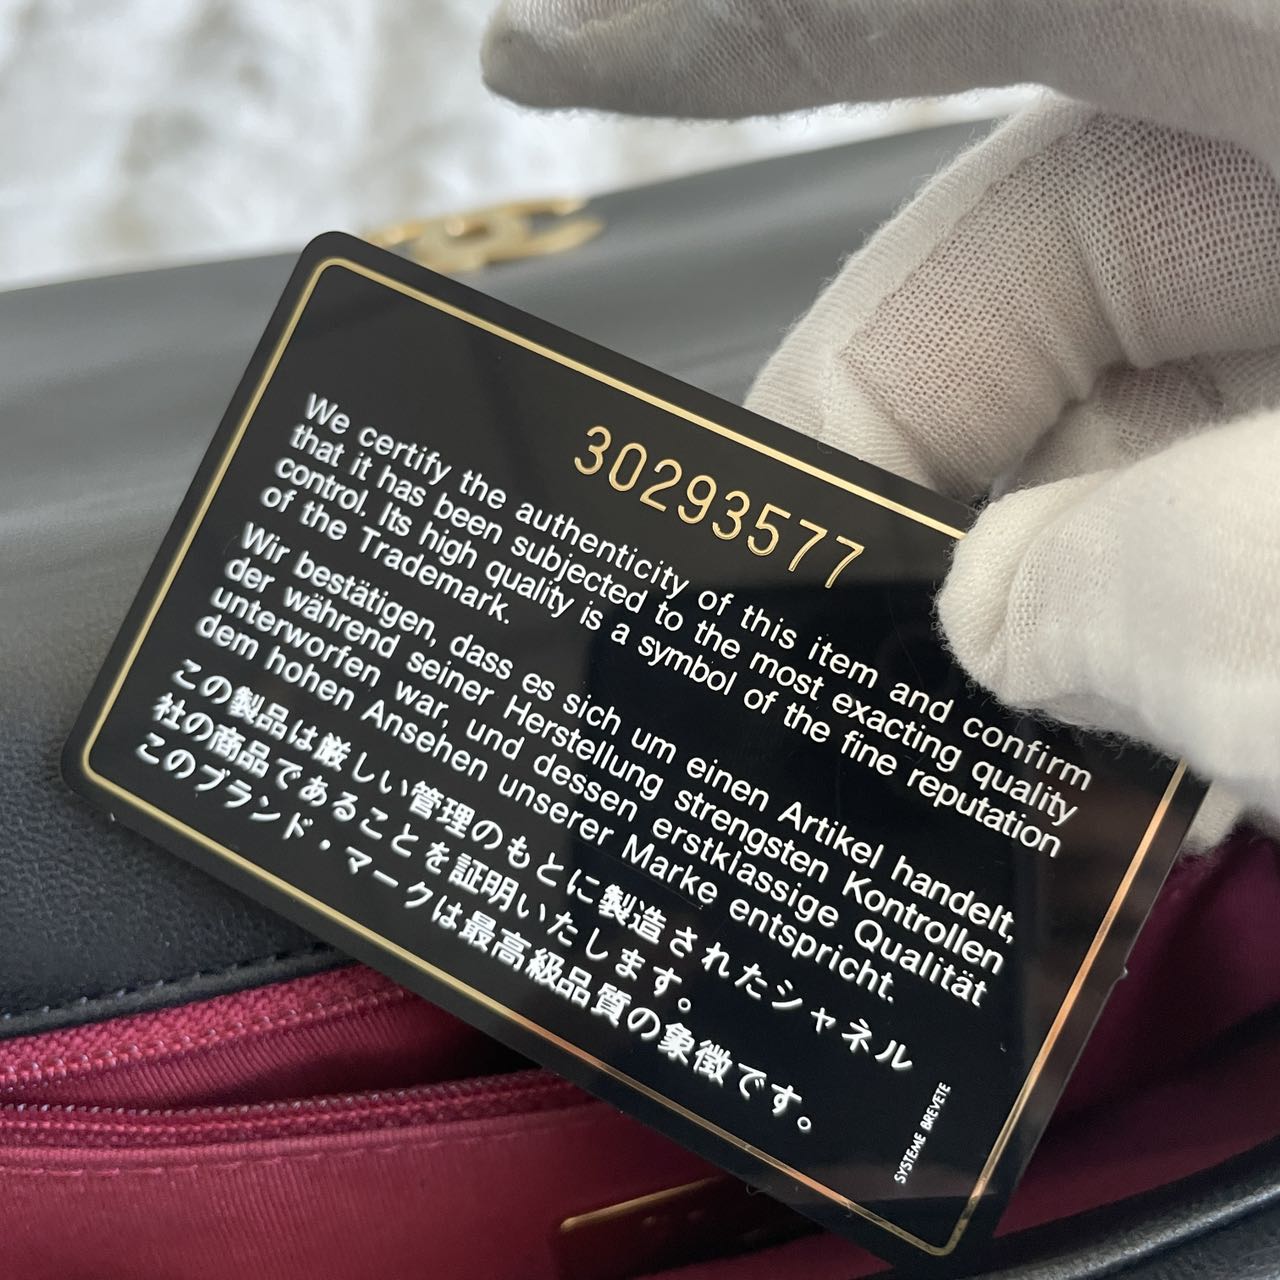 30293577
We certify the authenticity of this item and confirm
that it has been subjected to the most exacting quality
control. Its high quality is a symbol of the fine reputation
of the Trademark.
Wir bestätigen, dass es sich um einen Artikel handelt,
der während seiner Herstellung strengsten Kontrollen
unterworfen war, und dessen erstklassige Qualität
dem hohen Ansehen unserer Marke entspricht.
この製品は厳しい管理のもとに製造されたシャネル
社の商品であることを証明いたします。
このブランド・マークは最高級品質の象徴です。
SYSTEME BREVETE